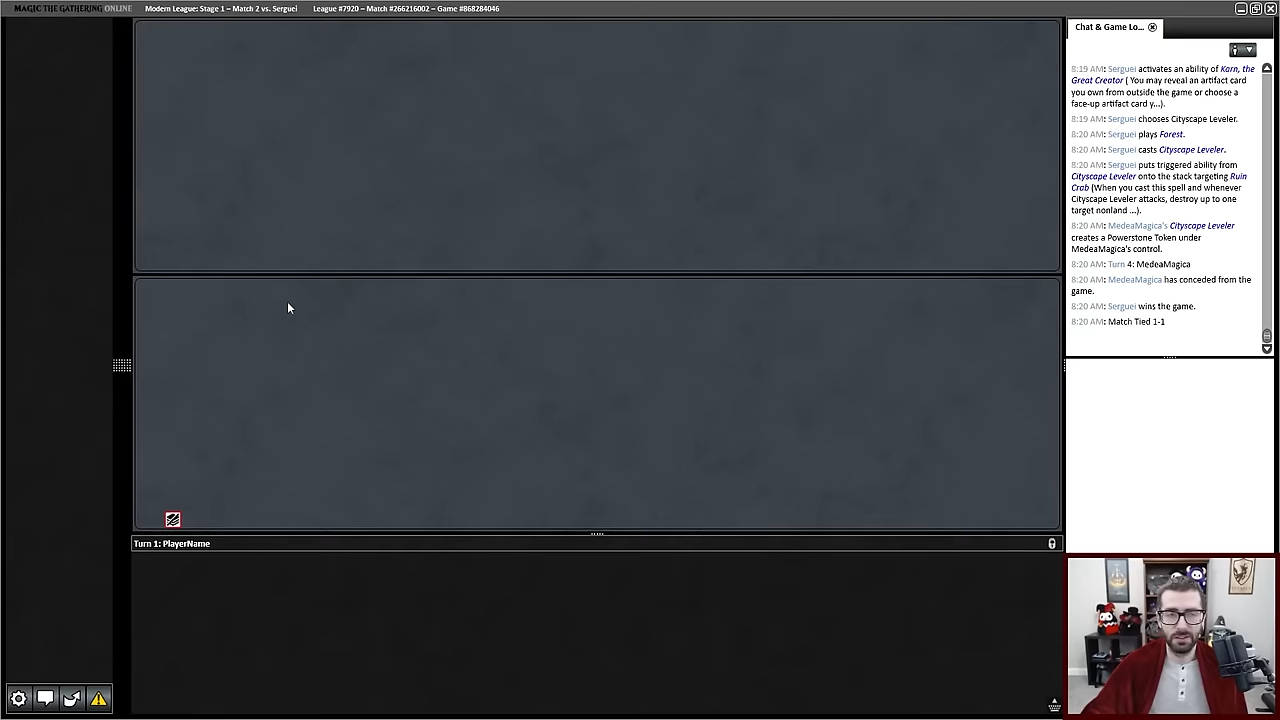 MAGIC THE GATHERING ONLINE Modern League: Stage 1 – Match 2 vs. Serguei League #7920 – Match #266216002 – Game #868284046
Chat & Game Lo...
8:19 AM: Serguei activates an ability of Karn, the
Great Creator ( You may reveal an artifact card
you own from outside the game or choose a
face-up artifact card y...).
8:19 AM: Serguei chooses Cityscape Leveler.
8:20 AM: Serguei plays Forest.
8:20 AM: Serguei casts Cityscape Leveler.
8:20 AM: Serguei puts triggered ability from
Cityscape Leveler onto the stack targeting Ruin
Crab (When you cast this spell and whenever
Cityscape Leveler attacks, destroy up to one
target nonland ...).
8:20 AM: MedeaMagica's Cityscape Leveler
creates a Powerstone Token under
MedeaMagica's control.
8:20 AM: Turn 4: MedeaMagica
8:20 AM: MedeaMagica has conceded from the
game.
8:20 AM: Serguei wins the game.
8:20 AM: Match Tied 1-1
Turn 1: PlayerName